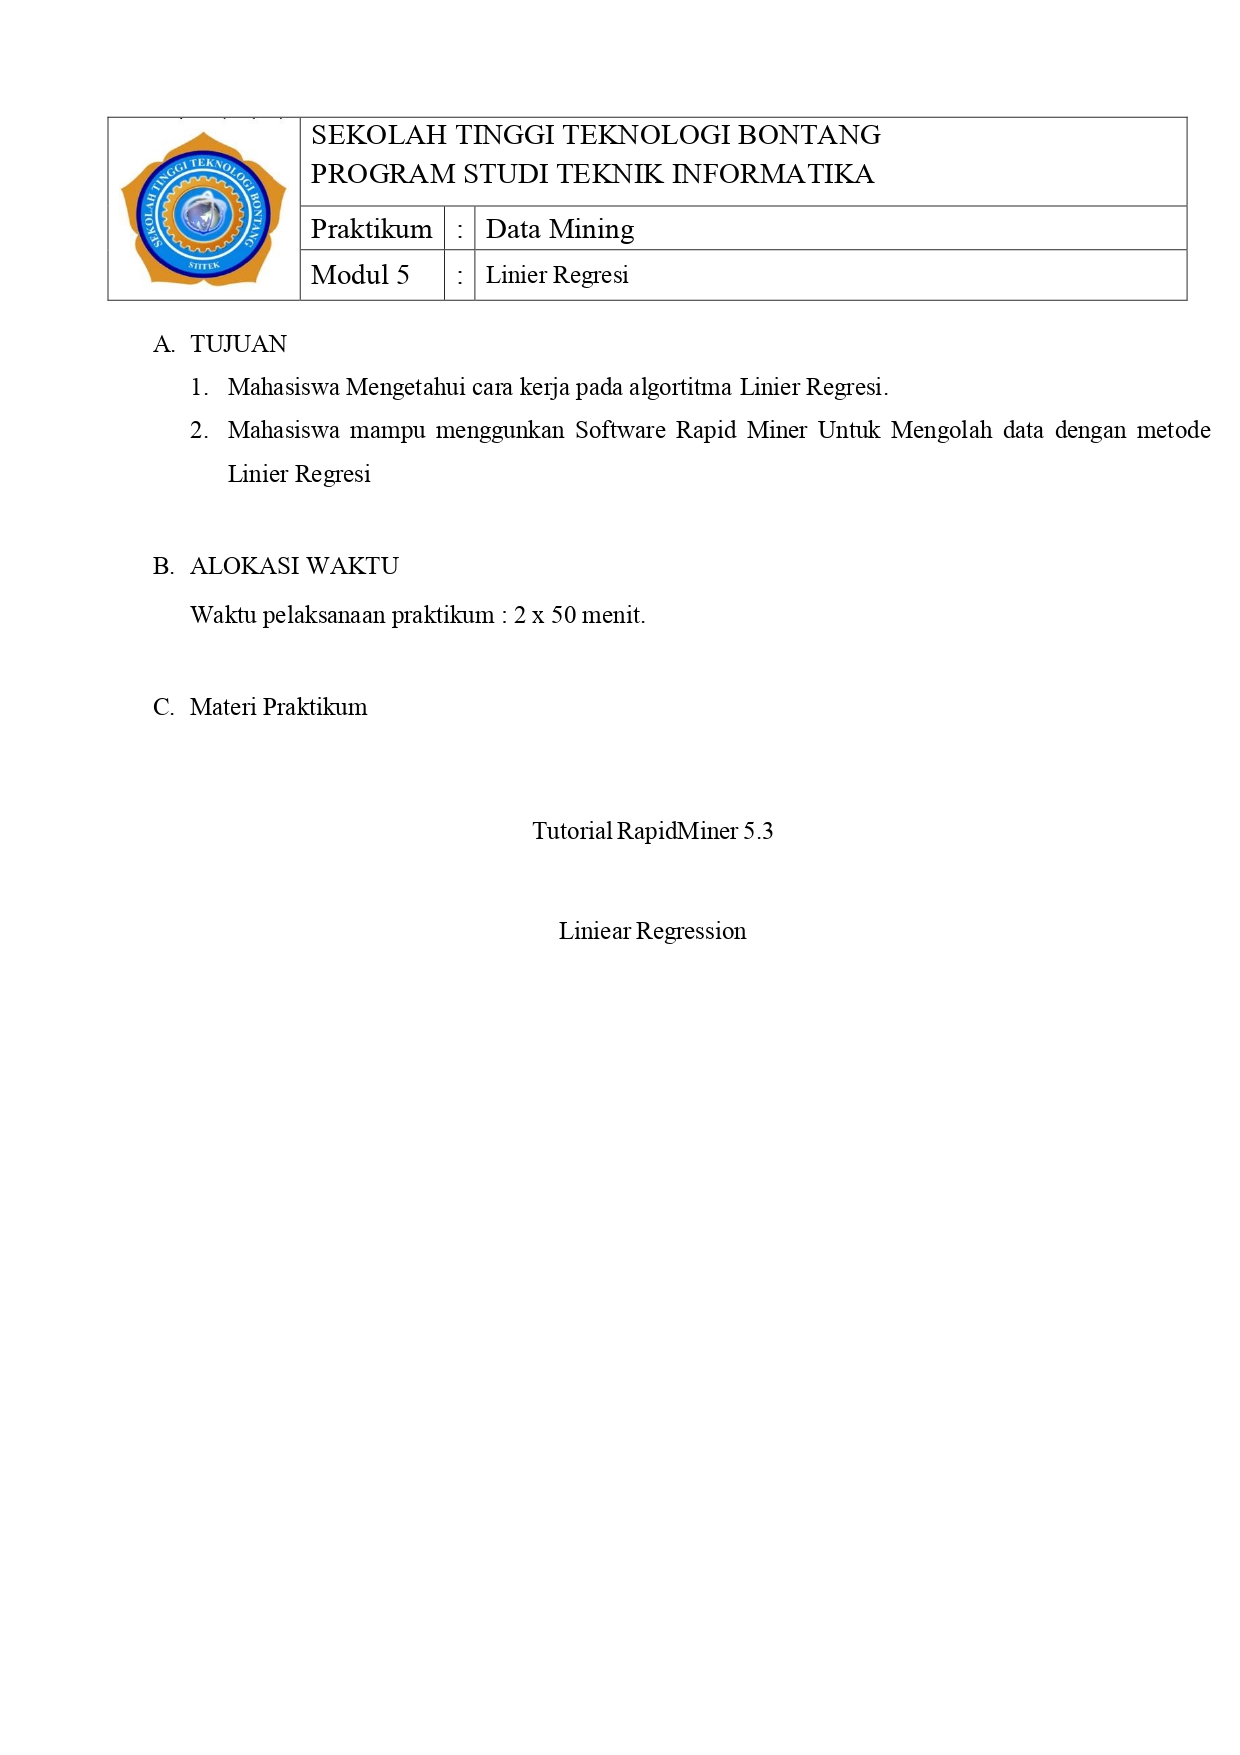 SEKOLAH TINGGI TEKNOLOGI BONTANG
STITEK
SEKOLAH TINGGI TEKNOLOGI BONTANG
PROGRAM STUDI TEKNIK INFORMATIKA
Praktikum : Data Mining
Modul 5 : Linier Regresi
A. TUJUAN
1. Mahasiswa Mengetahui cara kerja pada algortitma Linier Regresi.
2. Mahasiswa mampu menggunkan Software Rapid Miner Untuk Mengolah data dengan metode
Linier Regresi
B. ALOKASI WAKTU
Waktu pelaksanaan praktikum : 2 x 50 menit.
C. Materi Praktikum
Tutorial RapidMiner 5.3
Liniear Regression